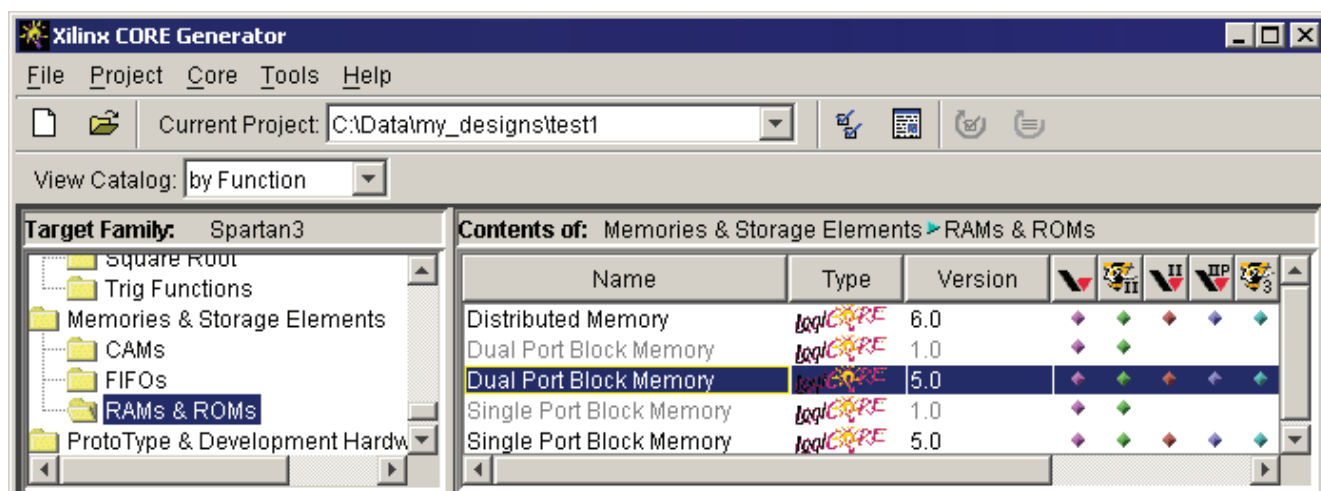 Xilinx CORE Generator
File Project Core Tools Help
Current Project: C:\Data\my_designs\test1
View Catalog: by Function
Target Family: Spartan3
Contents of: Memories & Storage Elements RAMs & ROMs
Square Root
Trig Functions
Memories & Storage Elements
CAMs
FIFOs
RAMs & ROMs
ProtoType & Development Hardw
Name Type Version II II IIP 3
Distributed Memory logiCORE 6.0
Dual Port Block Memory logiCORE 1.0
Dual Port Block Memory logiCORE 5.0
Single Port Block Memory logiCORE 1.0
Single Port Block Memory logiCORE 5.0